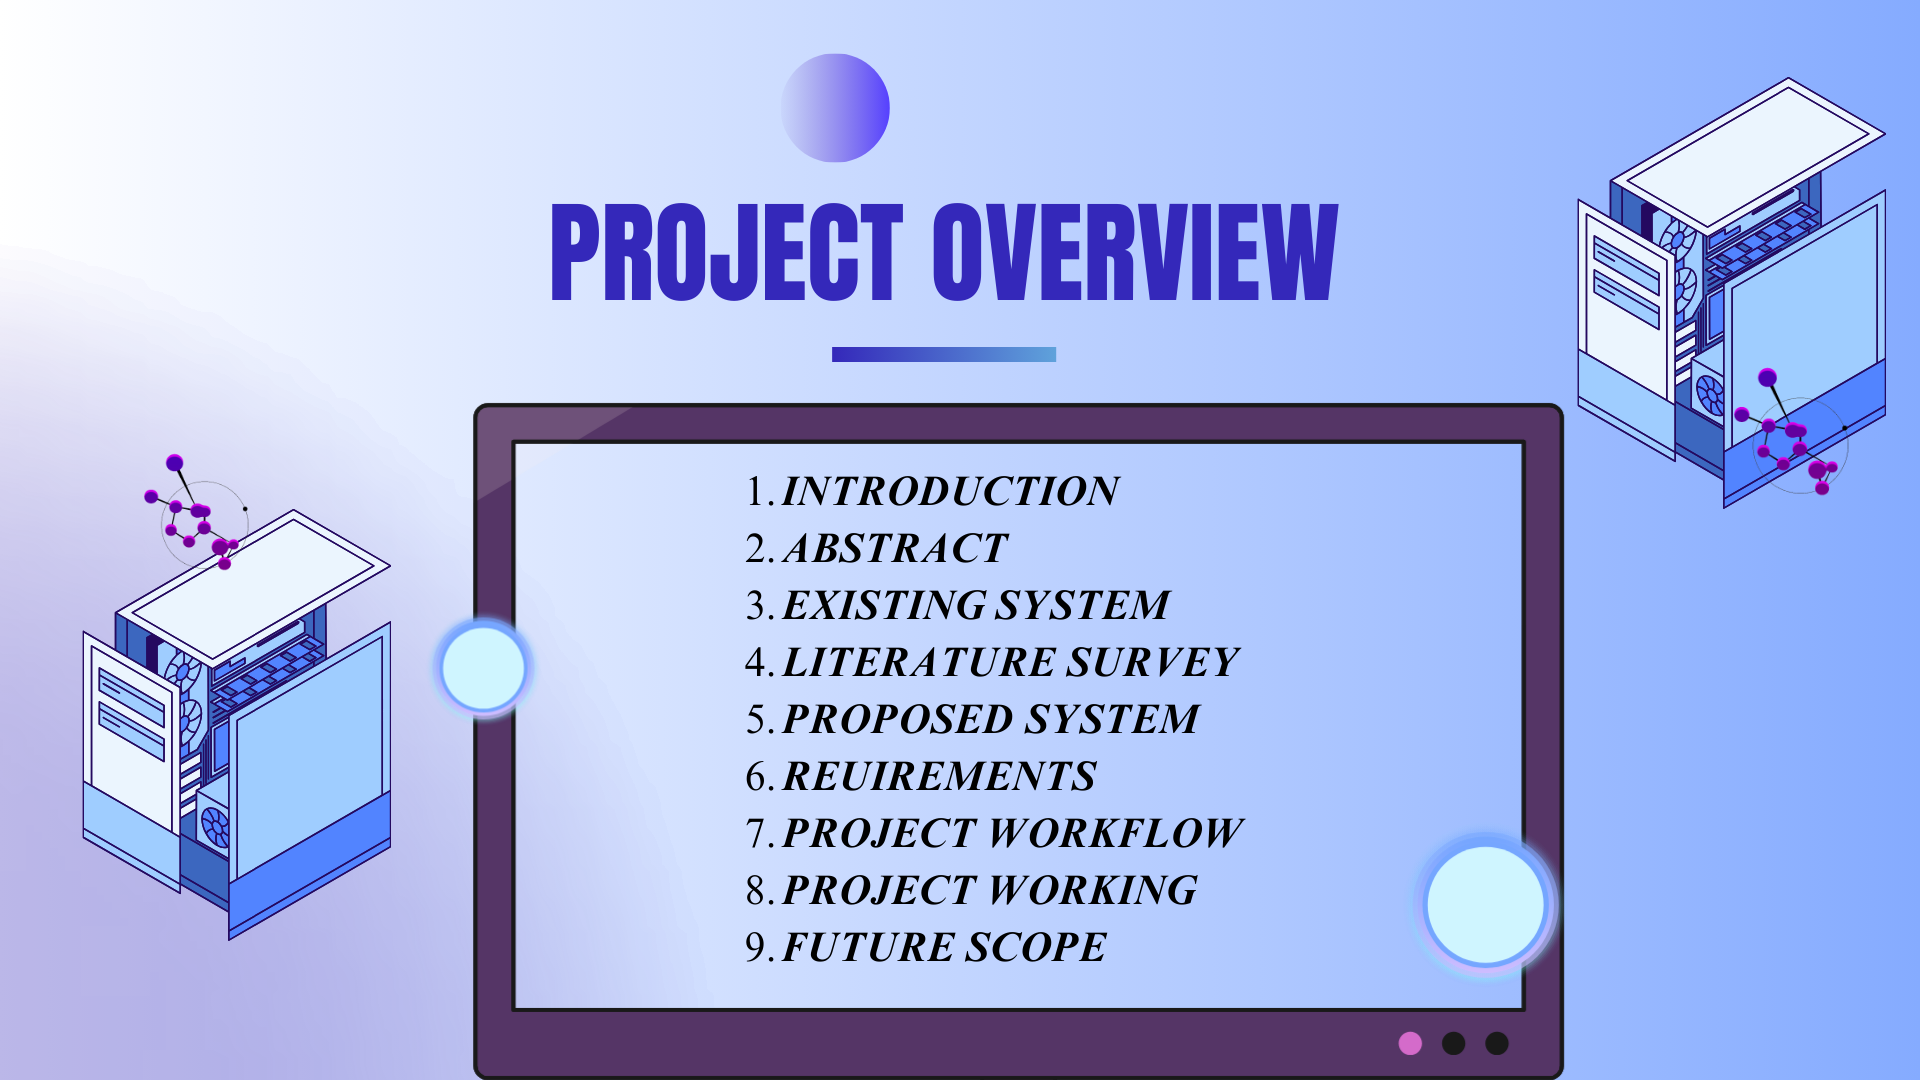 PROJECT OVERVIEW
1. INTRODUCTION
2. ABSTRACT
3. EXISTING SYSTEM
4. LITERATURE SURVEY
5. PROPOSED SYSTEM
6. REUIREMENTS
7. PROJECT WORKFLOW
8. PROJECT WORKING
9. FUTURE SCOPE